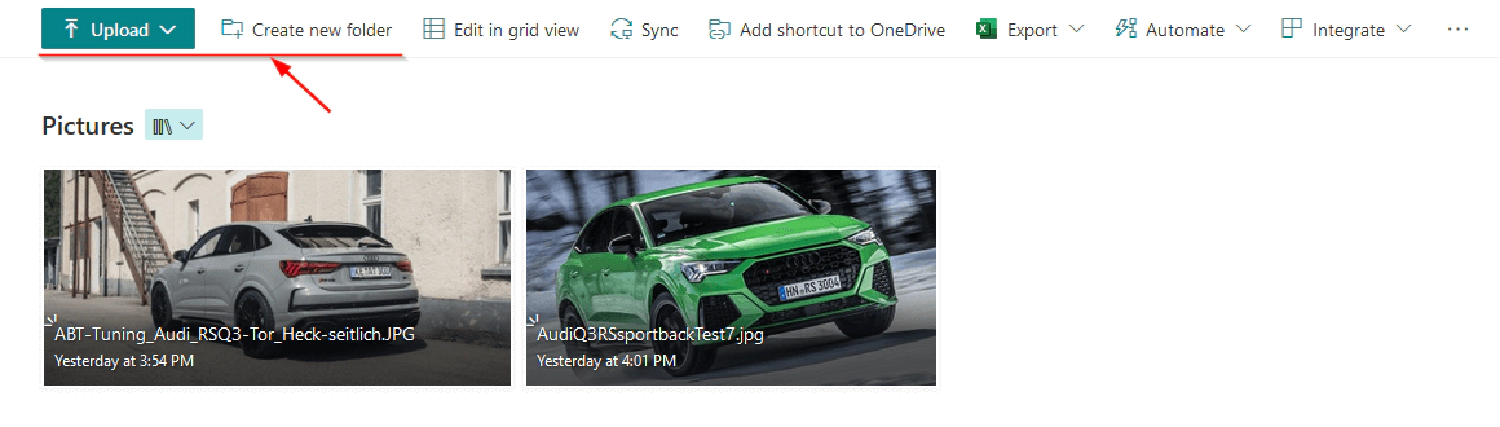 Upload
Create new folder
Edit in grid view
Sync
Add shortcut to OneDrive
Export
Automate
Integrate
Pictures
ABT-Tuning_Audi_RSQ3-Tor_Heck-seitlich.JPG
Yesterday at 3:54 PM
HN RS 3004
AudiQ3RSsportbackTest7.jpg
Yesterday at 4:01 PM